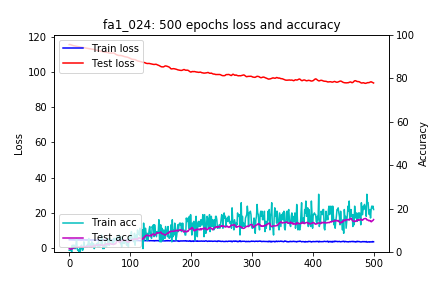 fa1_024: 500 epochs loss and accuracy
120
100
80
60
40
20
0
Loss
Train loss
Test loss
Train acc
Test acc
0
100
200
300
400
500
100
80
60
40
20
0
Accuracy